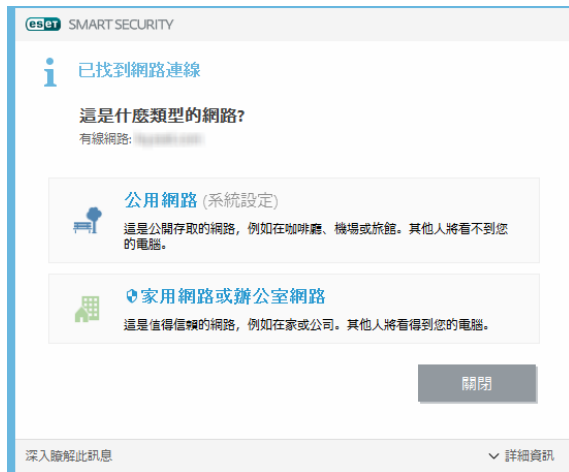 eset SMART SECURITY
已找到網路連線
這是什麼類型的網路?
有線網路:
公用網路 (系統設定)
這是公開存取的網路，例如在咖啡廳、機場或旅館。其他人將看不到您
的電腦。
家用網路或辦公室網路
這是值得信賴的網路，例如在家或公司。其他人將看得到您的電腦。
關閉
深入瞭解此訊息
詳細資訊